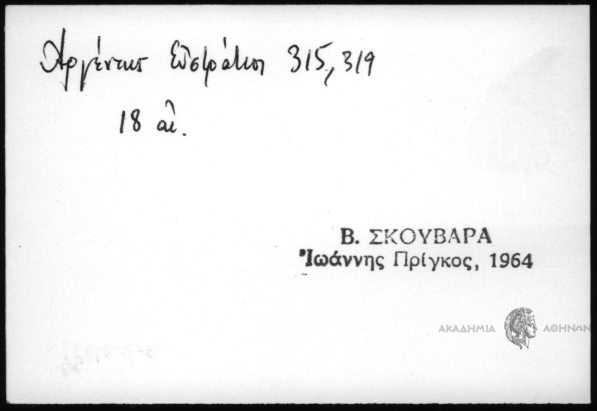 Ἀργέντης Εὐστράτιος 315, 319
18 αἰ.
Β. ΣΚΟΥΒΑΡΑ
Ἰωάννης Πρίγκος, 1964
ΑΚΑΔΗΜΙΑ ΑΘΗΝΩΝ